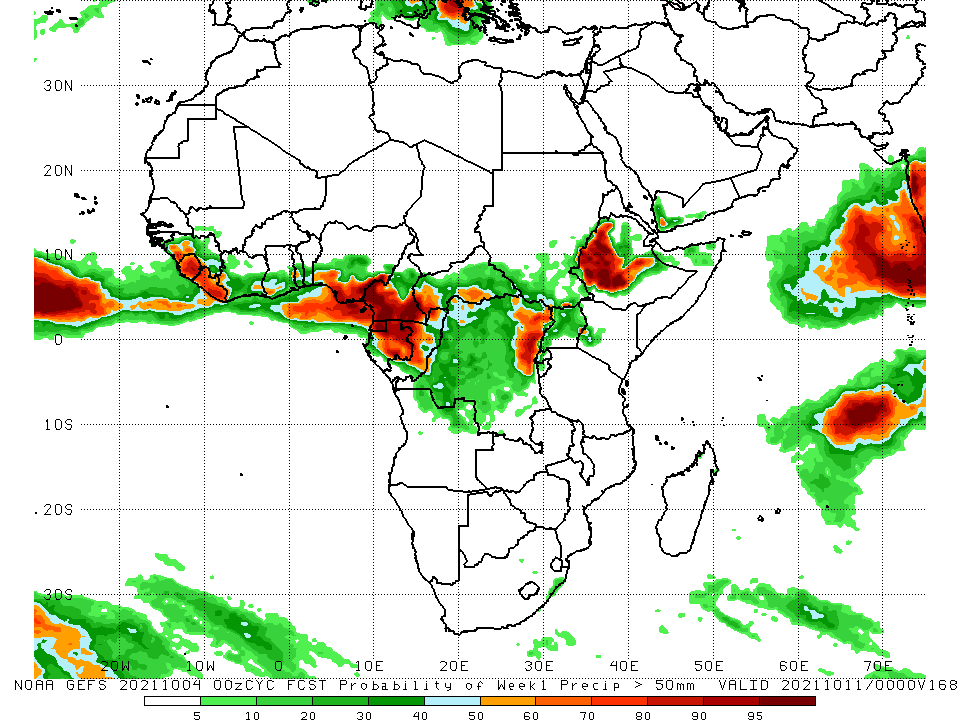 30N
20N
10N
0
10S
20S
30S
20W 10W 0 10E 20E 30E 40E 50E 60E 70E
NOAA GEFS 20211004 00zCYC FCST Probability of Week1 Precip > 50mm VALID 20211011/0000V168
5 10 20 30 40 50 60 70 80 90 95